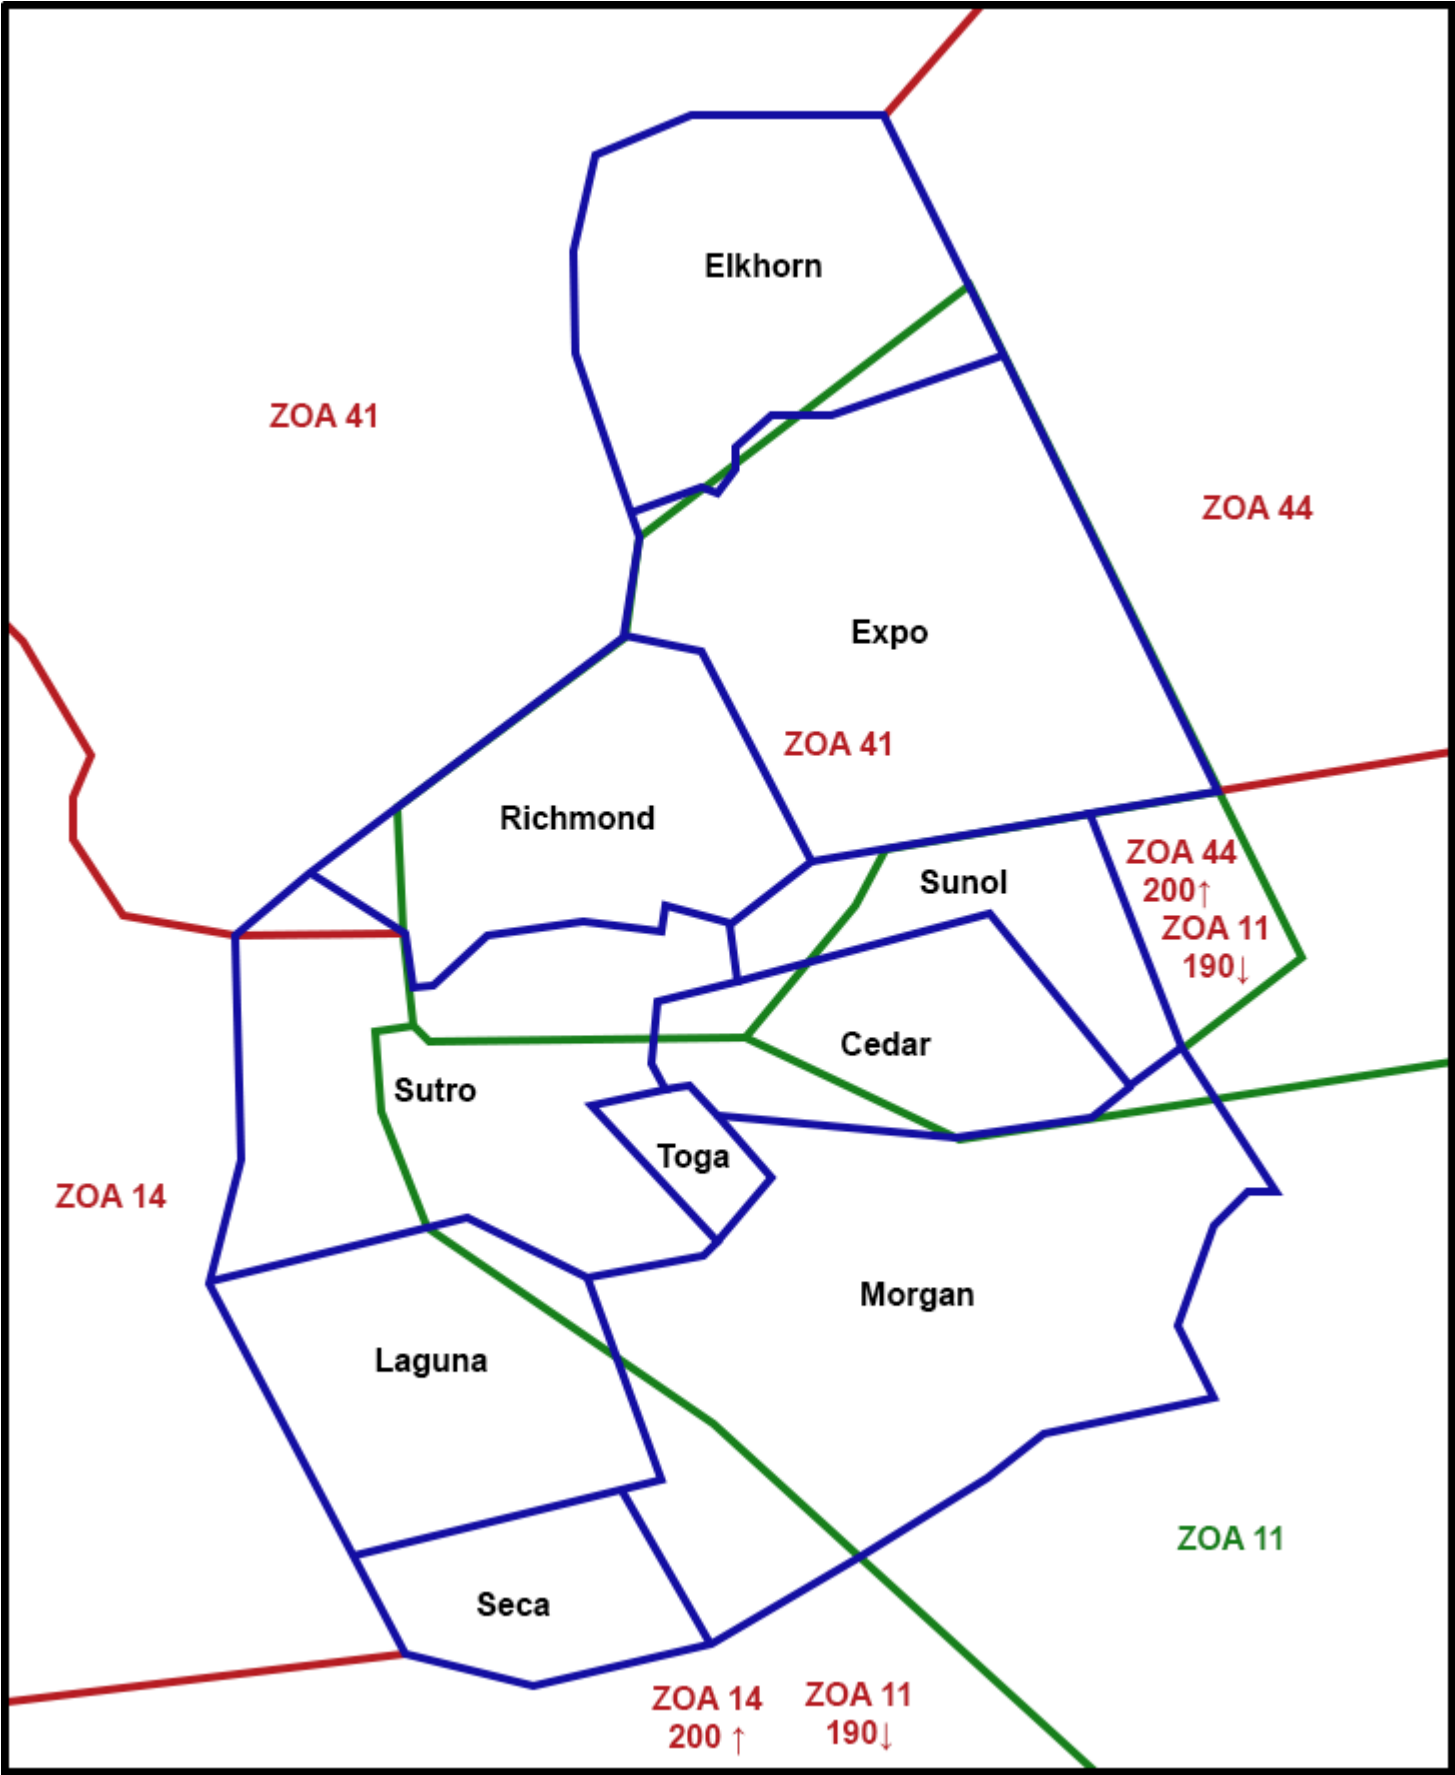 Elkhorn
ZOA 41
ZOA 44
Expo
ZOA 41
Richmond
ZOA 44
200↑
Sunol
ZOA 11
190↓
Cedar
Sutro
Toga
ZOA 14
Morgan
Laguna
ZOA 11
Seca
ZOA 14
200 ↑
ZOA 11
190↓